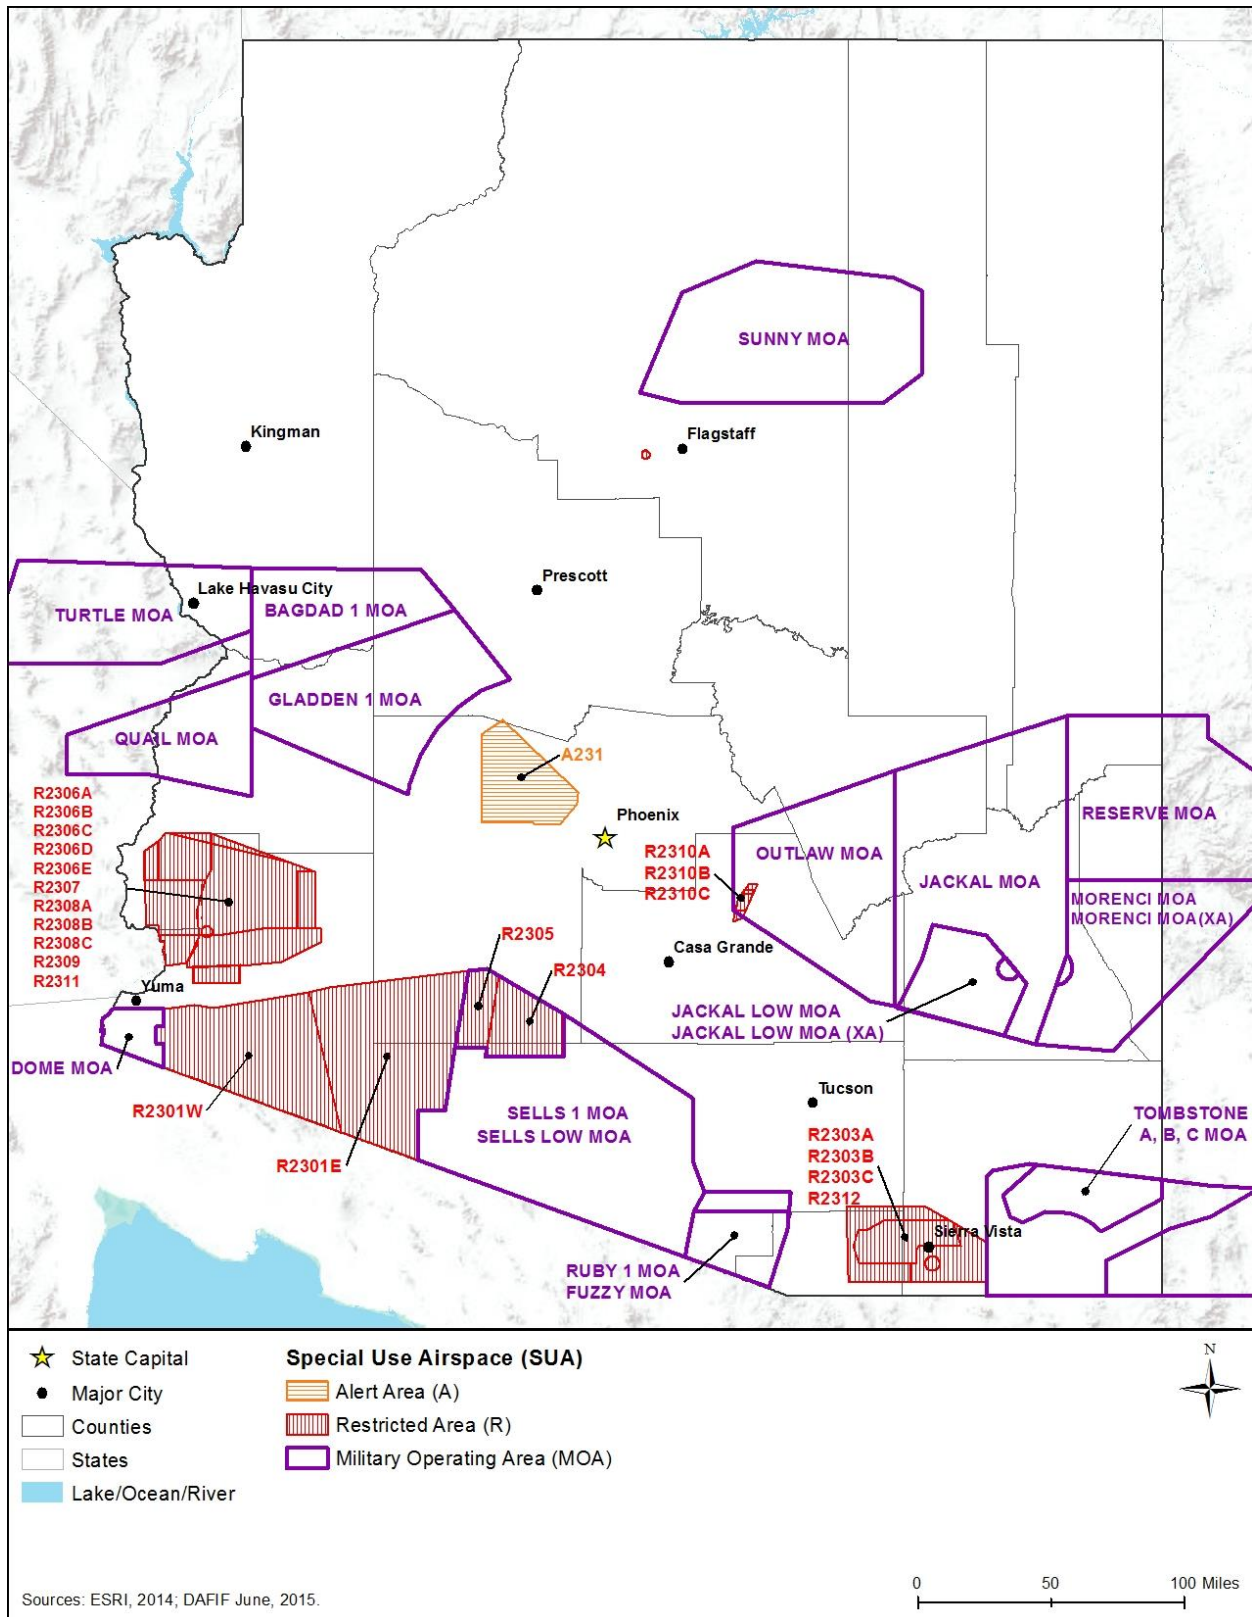 SUNNY MOA
Kingman
Flagstaff
Prescott
Lake Havasu City
TURTLE MOA
BAGDAD 1 MOA
GLADDEN 1 MOA
QUAIL MOA
A231
R2306A
R2306B
R2306C
R2306D
R2306E
R2307
R2308A
R2308B
R2308C
R2309
R2311
Phoenix
R2310A
R2310B
R2310C
OUTLAW MOA
JACKAL MOA
RESERVE MOA
MORENCI MOA
MORENCI MOA (XA)
Casa Grande
R2305
R2304
Yuma
JACKAL LOW MOA
JACKAL LOW MOA (XA)
DOME MOA
R2301W
R2301E
SELLS 1 MOA
SELLS LOW MOA
Tucson
R2303A
R2303B
R2303C
R2312
TOMBSTONE
A, B, C MOA
Sierra Vista
RUBY 1 MOA
FUZZY MOA
State Capital
Major City
Counties
States
Lake/Ocean/River
Special Use Airspace (SUA)
Alert Area (A)
Restricted Area (R)
Military Operating Area (MOA)
N
Sources: ESRI, 2014; DAFIF June, 2015.
0 50 100 Miles